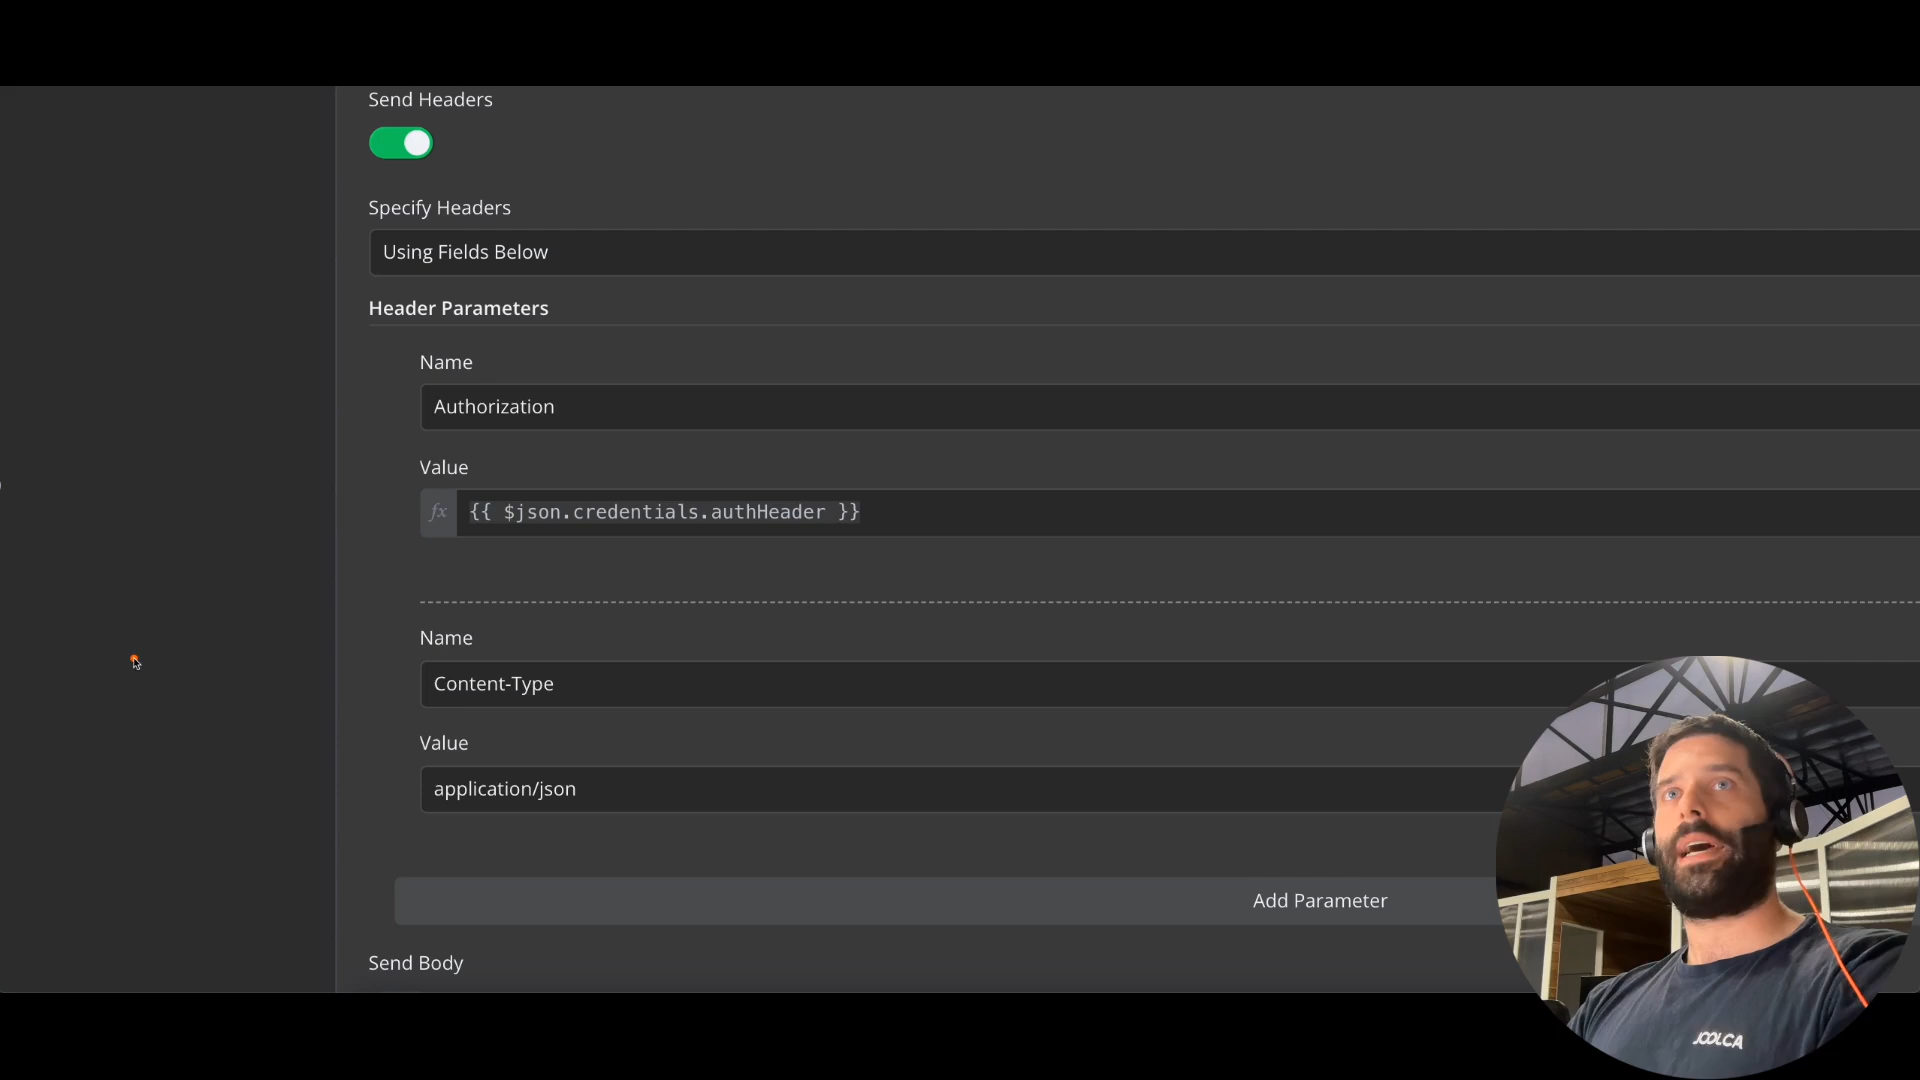 Send Headers
Specify Headers
Using Fields Below
Header Parameters
Name
Authorization
Value
fx {{ $json.credentials.authHeader }}
Name
Content-Type
Value
application/json
Add Parameter
Send Body
JOOLCA